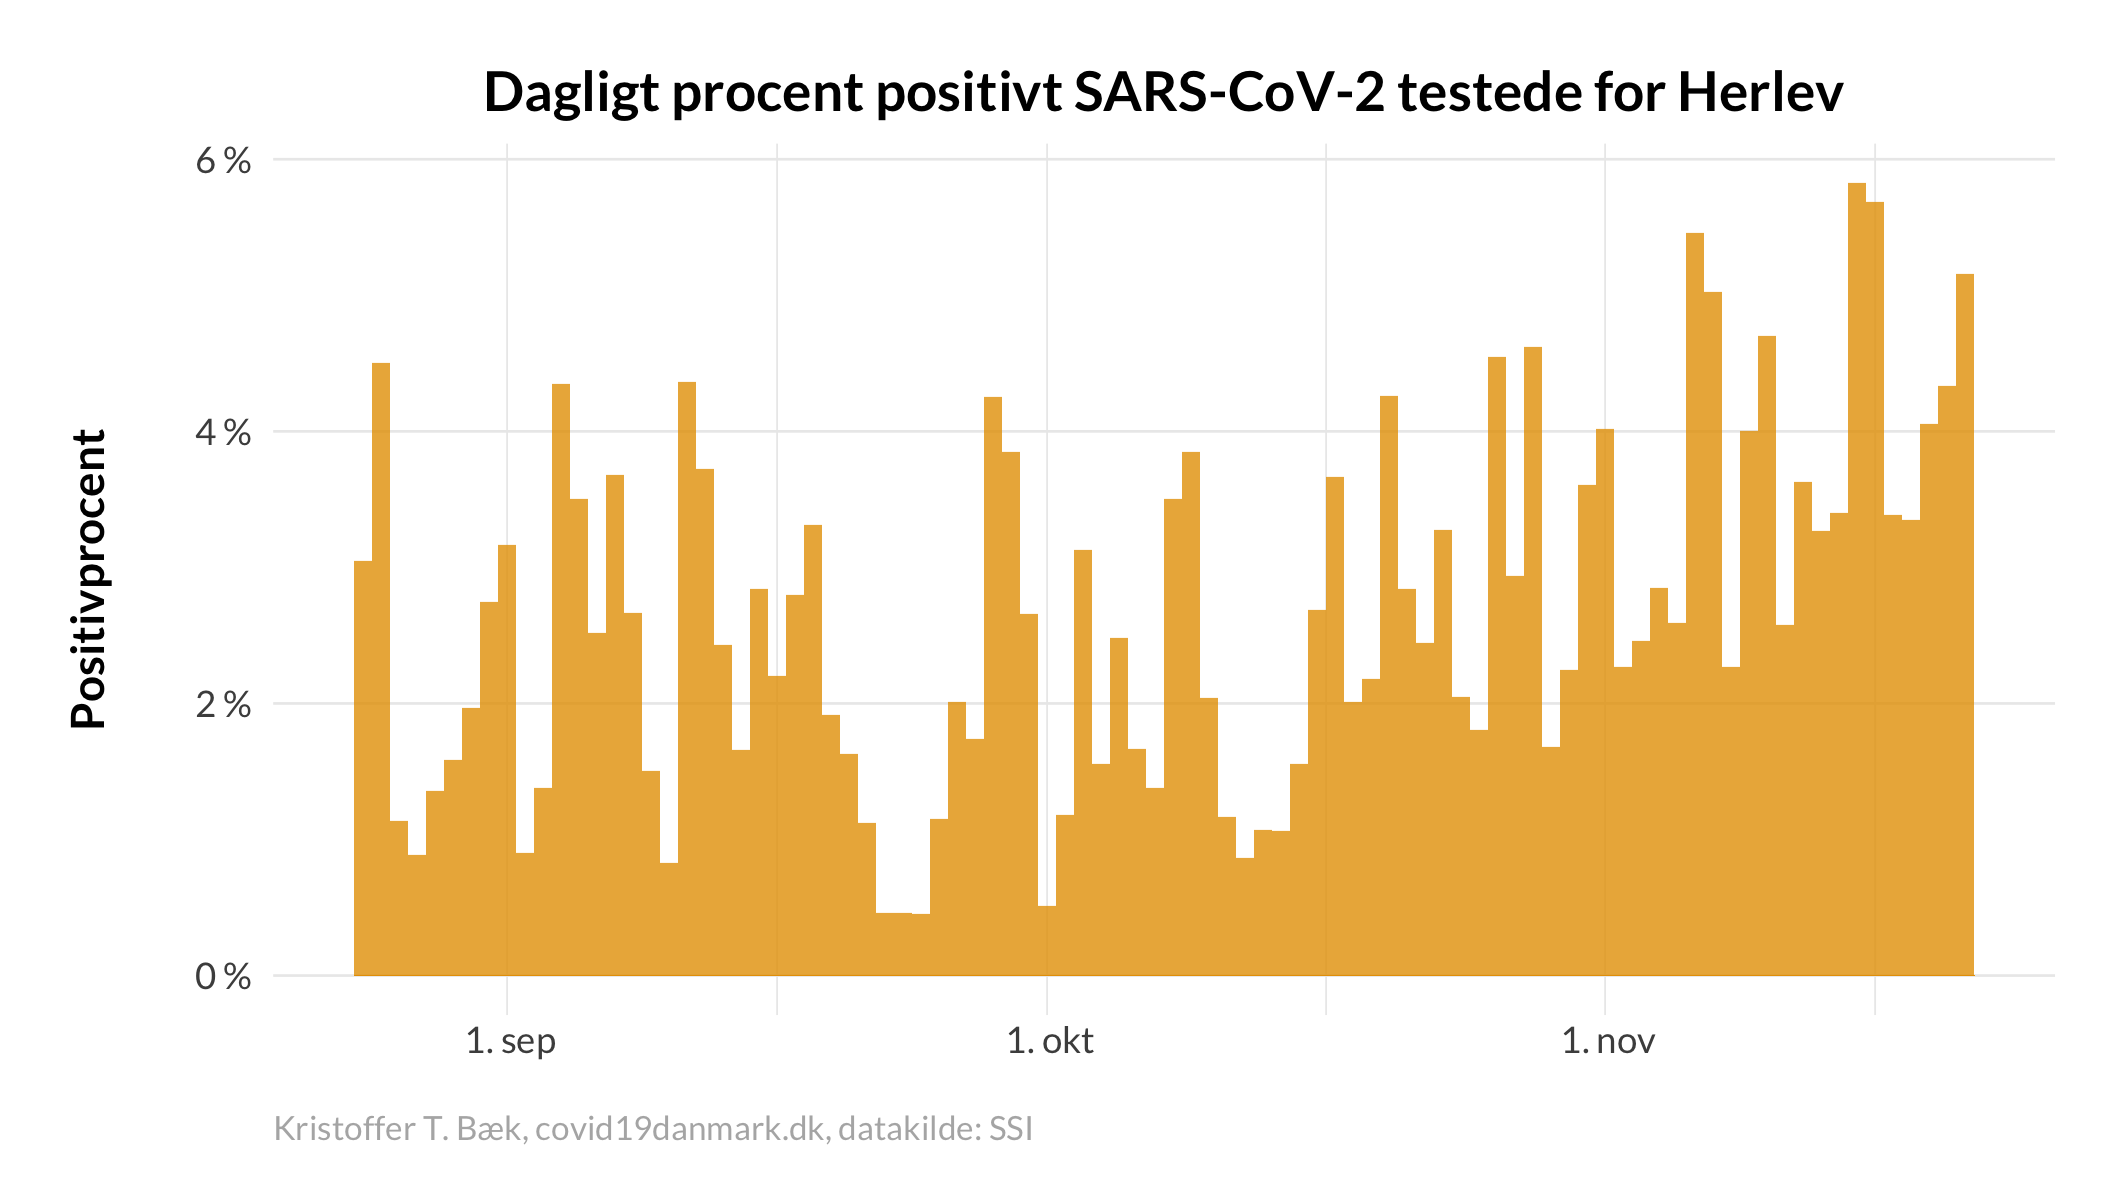 Dagligt procent positivt SARS-CoV-2 testede for Herlev
Positivprocent
6 %
4 %
2 %
0 %
1. sep
1. okt
1. nov
Kristoffer T. Bæk, covid19danmark.dk, datakilde: SSI